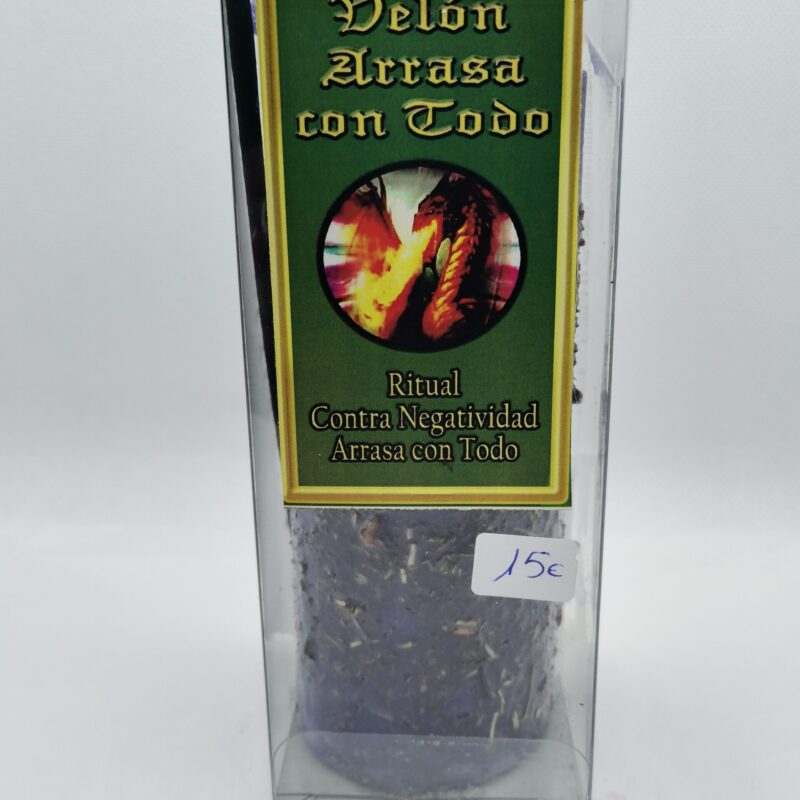 Velón
Arrasa
con Todo
Ritual
Contra Negatividad
Arrasa con Todo
15€